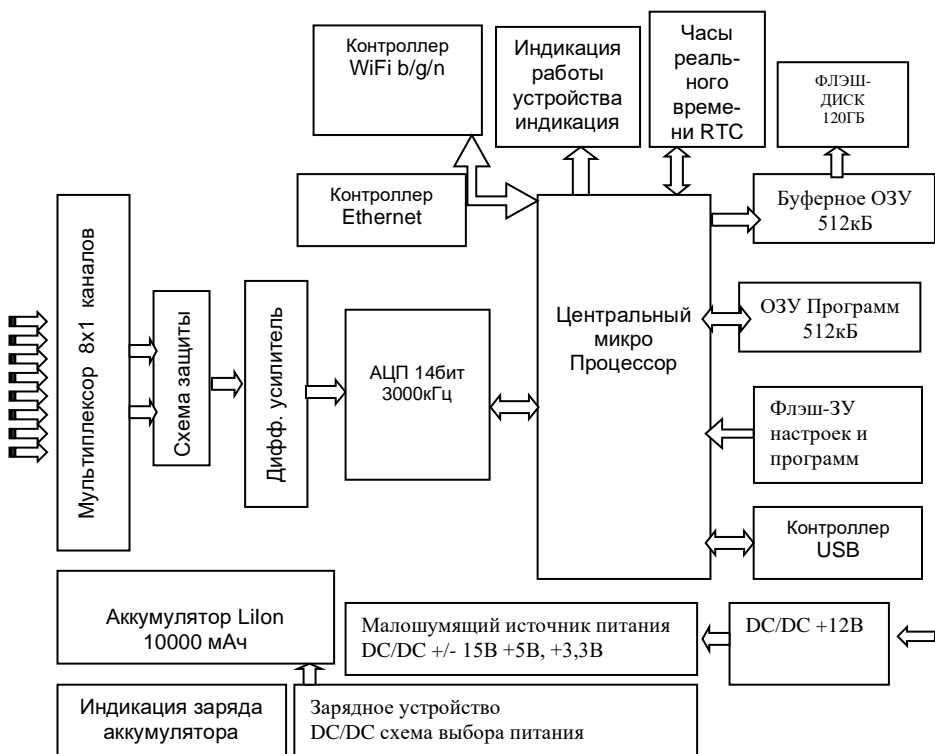 Контроллер
WiFi b/g/n
Индикация
работы
устройства
индикация
Часы
реаль-
ного
време-
ни RTC
ФЛЭШ-
ДИСК
120ГБ
Контроллер
Ethernet
Буферное ОЗУ
512кБ
Мультиплексор 8x1 каналов
Схема защиты
Дифф. усилитель
АЦП 14бит
3000кГц
Центральный
микро
Процессор
ОЗУ Программ
512кБ
Флэш-ЗУ
настроек и
программ
Контроллер
USB
Аккумулятор LiIon
10000 мАч
Малошумящий источник питания
DC/DC +/- 15В +5В, +3,3В
DC/DC +12В
Индикация заряда
аккумулятора
Зарядное устройство
DC/DC схема выбора питания